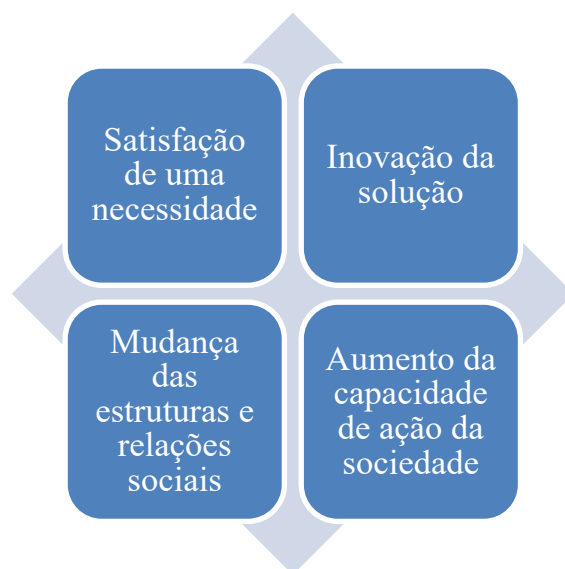 Satisfação
de uma
necessidade
Inovação da
solução
Mudança
das
estruturas e
relações
sociais
Aumento da
capacidade
de ação da
sociedade